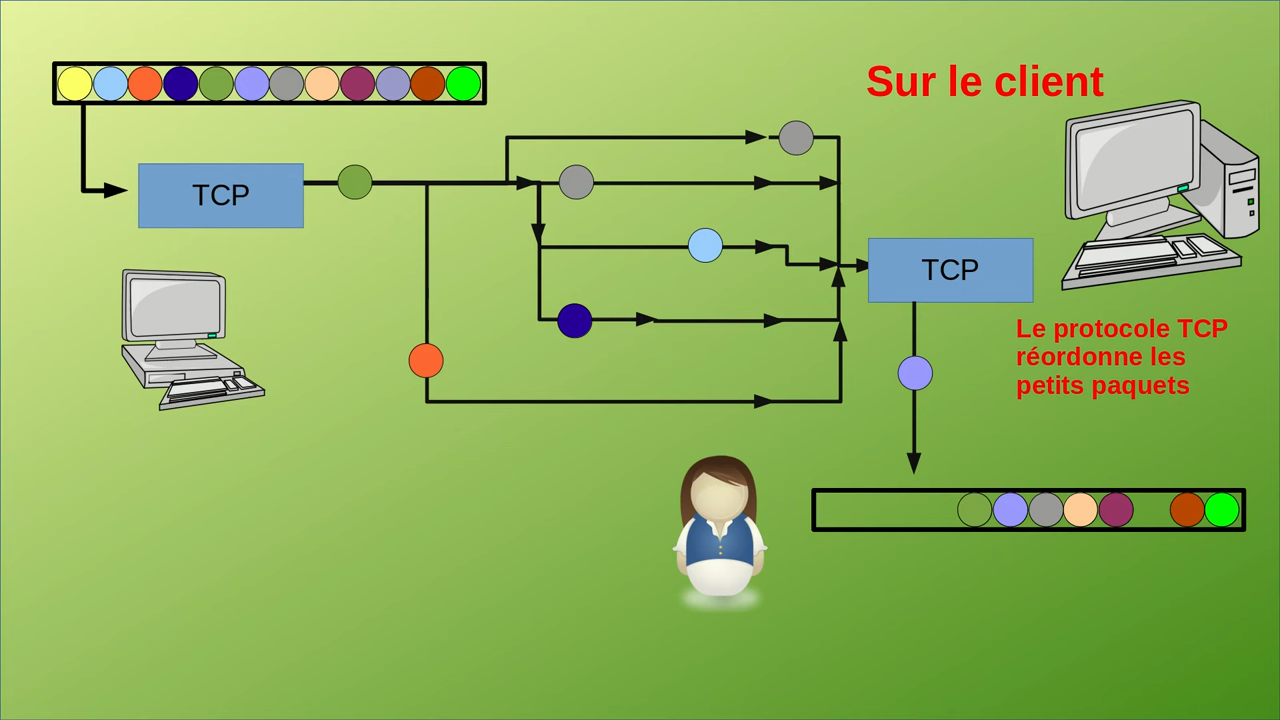 Sur le client
TCP
TCP
Le protocole TCP
réordonne les
petits paquets